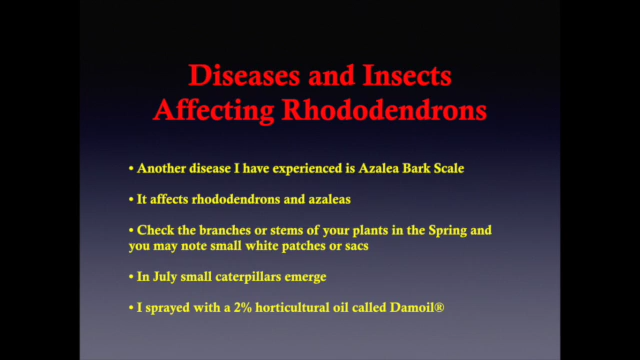 Diseases and Insects
Affecting Rhododendrons
• Another disease I have experienced is Azalea Bark Scale
• It affects rhododendrons and azaleas
• Check the branches or stems of your plants in the Spring and
you may note small white patches or sacs
• In July small caterpillars emerge
• I sprayed with a 2% horticultural oil called Damoil®